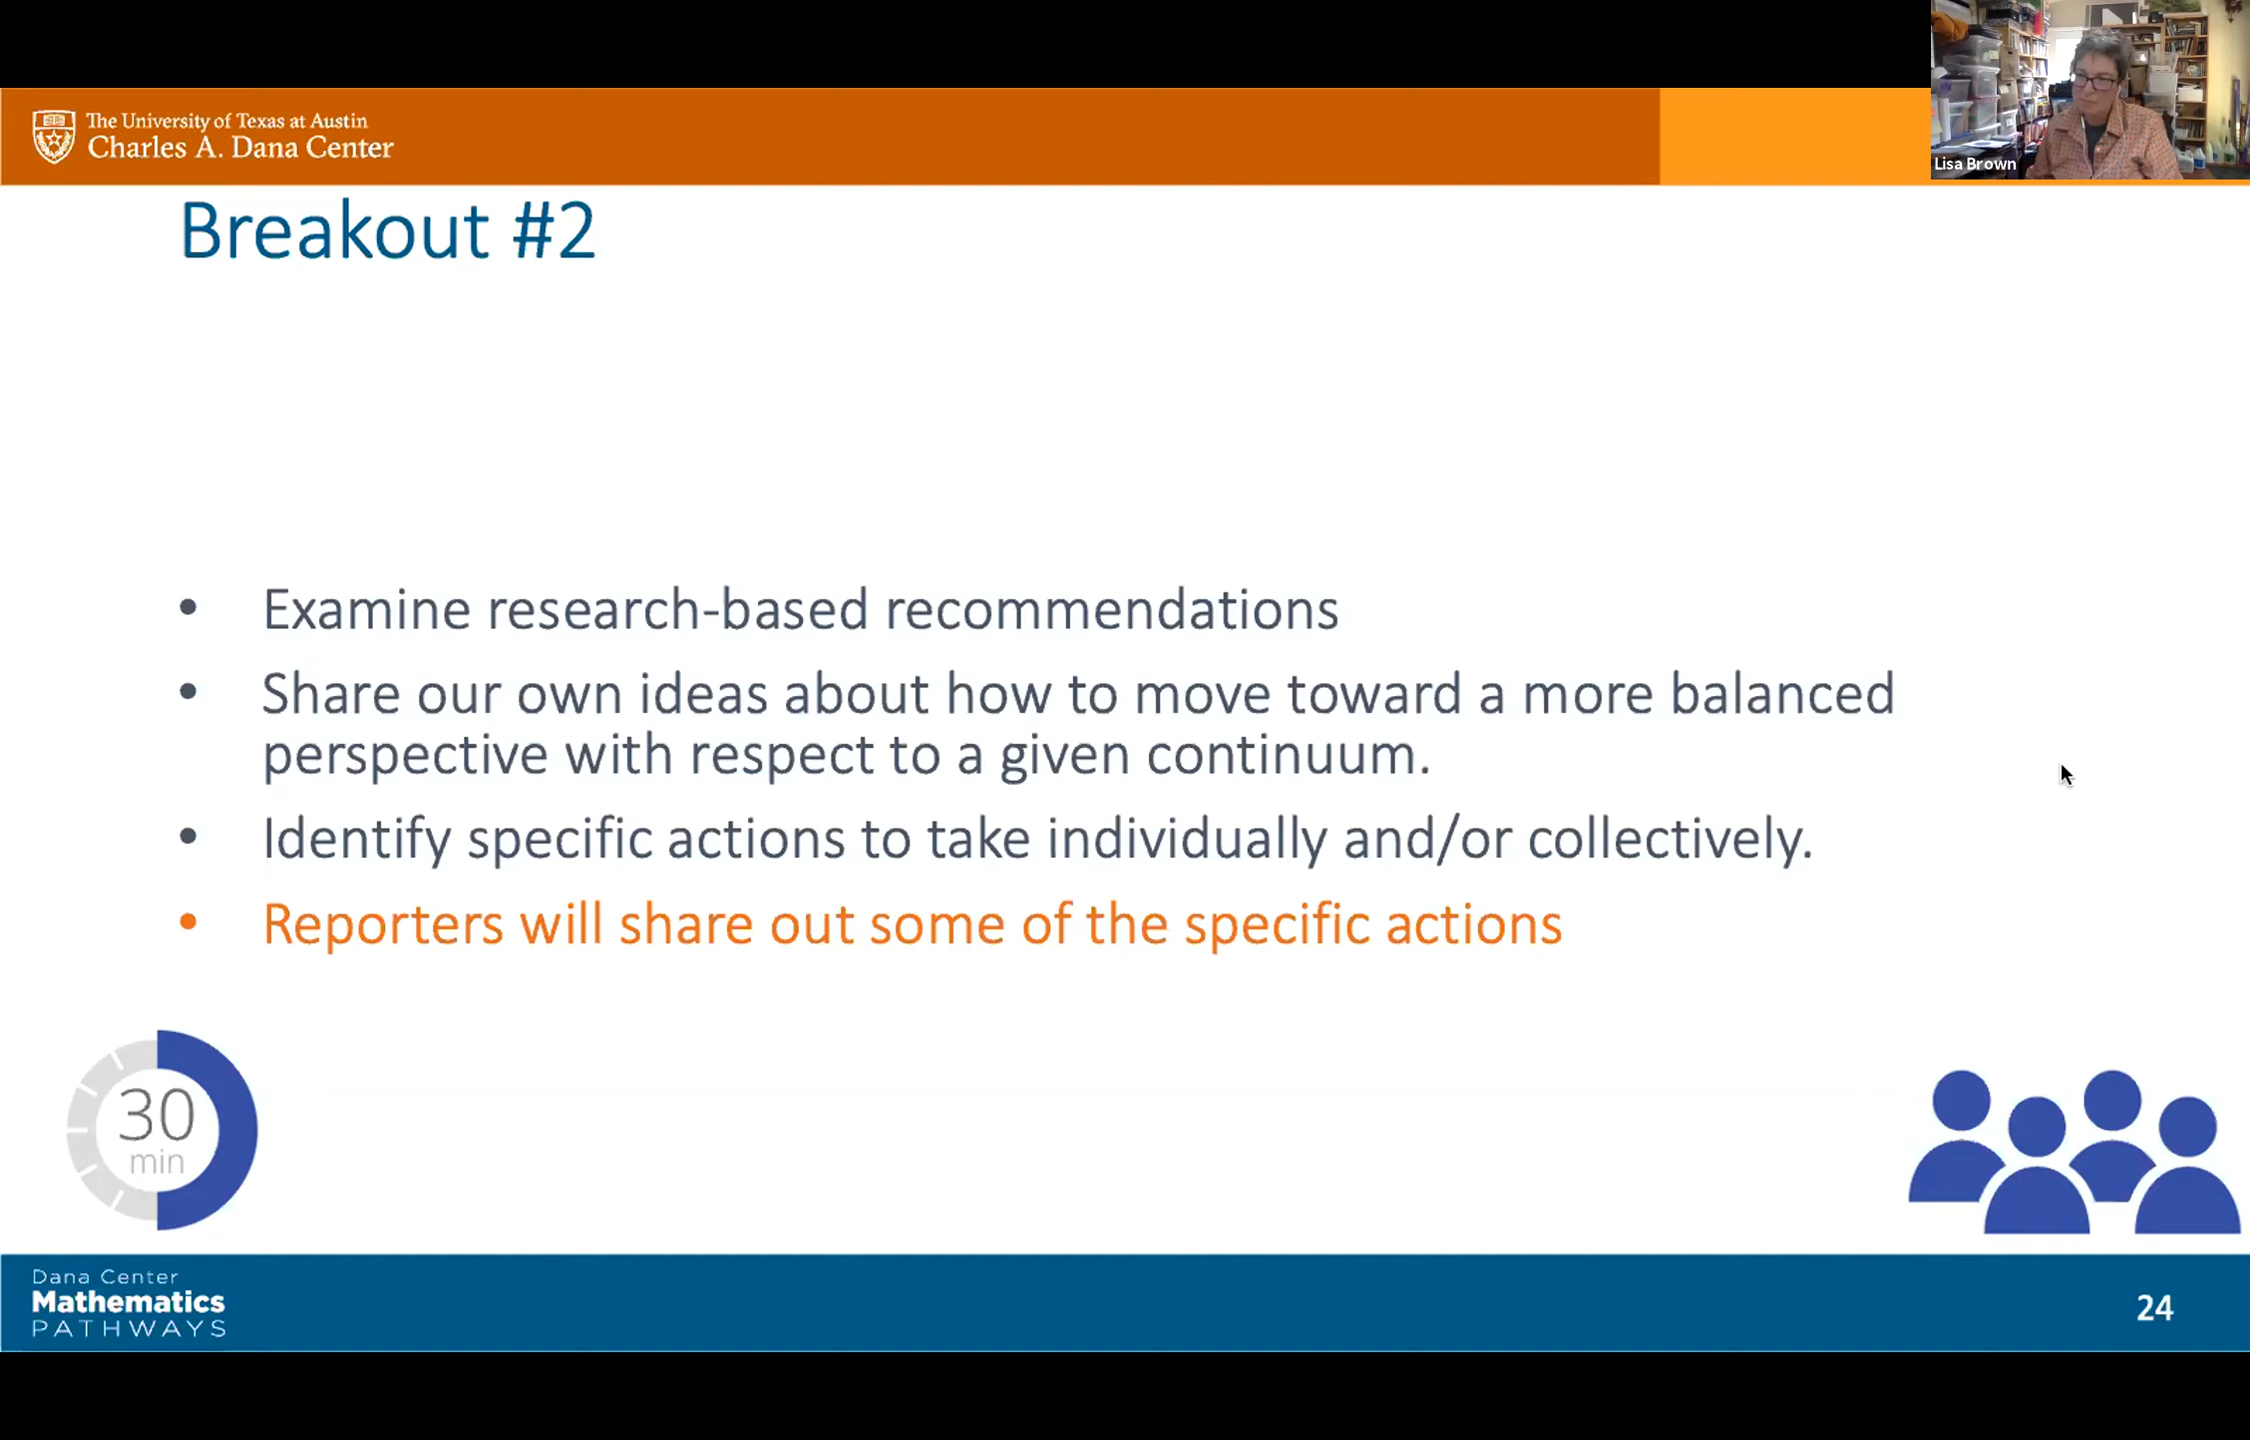 The University of Texas at Austin
Charles A. Dana Center
Lisa Brown
Breakout #2
• Examine research-based recommendations
• Share our own ideas about how to move toward a more balanced
perspective with respect to a given continuum.
• Identify specific actions to take individually and/or collectively.
• Reporters will share out some of the specific actions
30
min
Dana Center
Mathematics
PATHWAYS
24